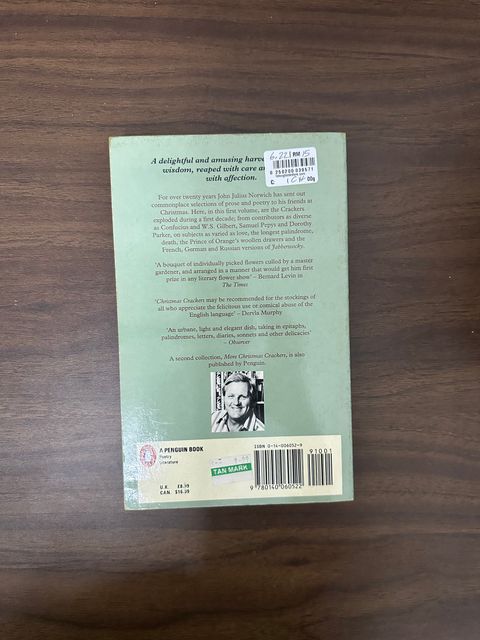 A delightful and amusing
wisdom, reaped with care
with affection.
RM
9 250700 039571
C:
00g
For over twenty years John Julius Norwich has sent out
commonplace selections of prose and poetry to his friends at
Christmas. Here, in this first volume, are the Crackers
exploded during a first decade; from contributors as diverse
as Confucius and W.S. Gilbert, Samuel Pepys and Dorothy
Parker, on subjects as varied as love, the longest palindrome,
death, the Prince of Orange's woollen drawers and the
French, German and Russian versions of Jabberwocky.
'A bouquet of individually picked flowers culled by a master
gardener, and arranged in a manner that would get him first
prize in any literary flower show' – Bernard Levin in
The Times
'Christmas Crackers may be recommended for the stockings of
all who appreciate the felicitous use or comical abuse of the
English language' – Dervla Murphy
'An urbane, light and elegant dish, taking in epitaphs,
palindromes, letters, diaries, sonnets and other delicacies'
– Observer
A second collection, More Christmas Crackers, is also
published by Penguin.
A PENGUIN BOOK
Poetry
Literature
TAN MARK
U.K. £8.99
CAN. $16.99
ISBN 0-14-006052-9
91001
9 780140 060522